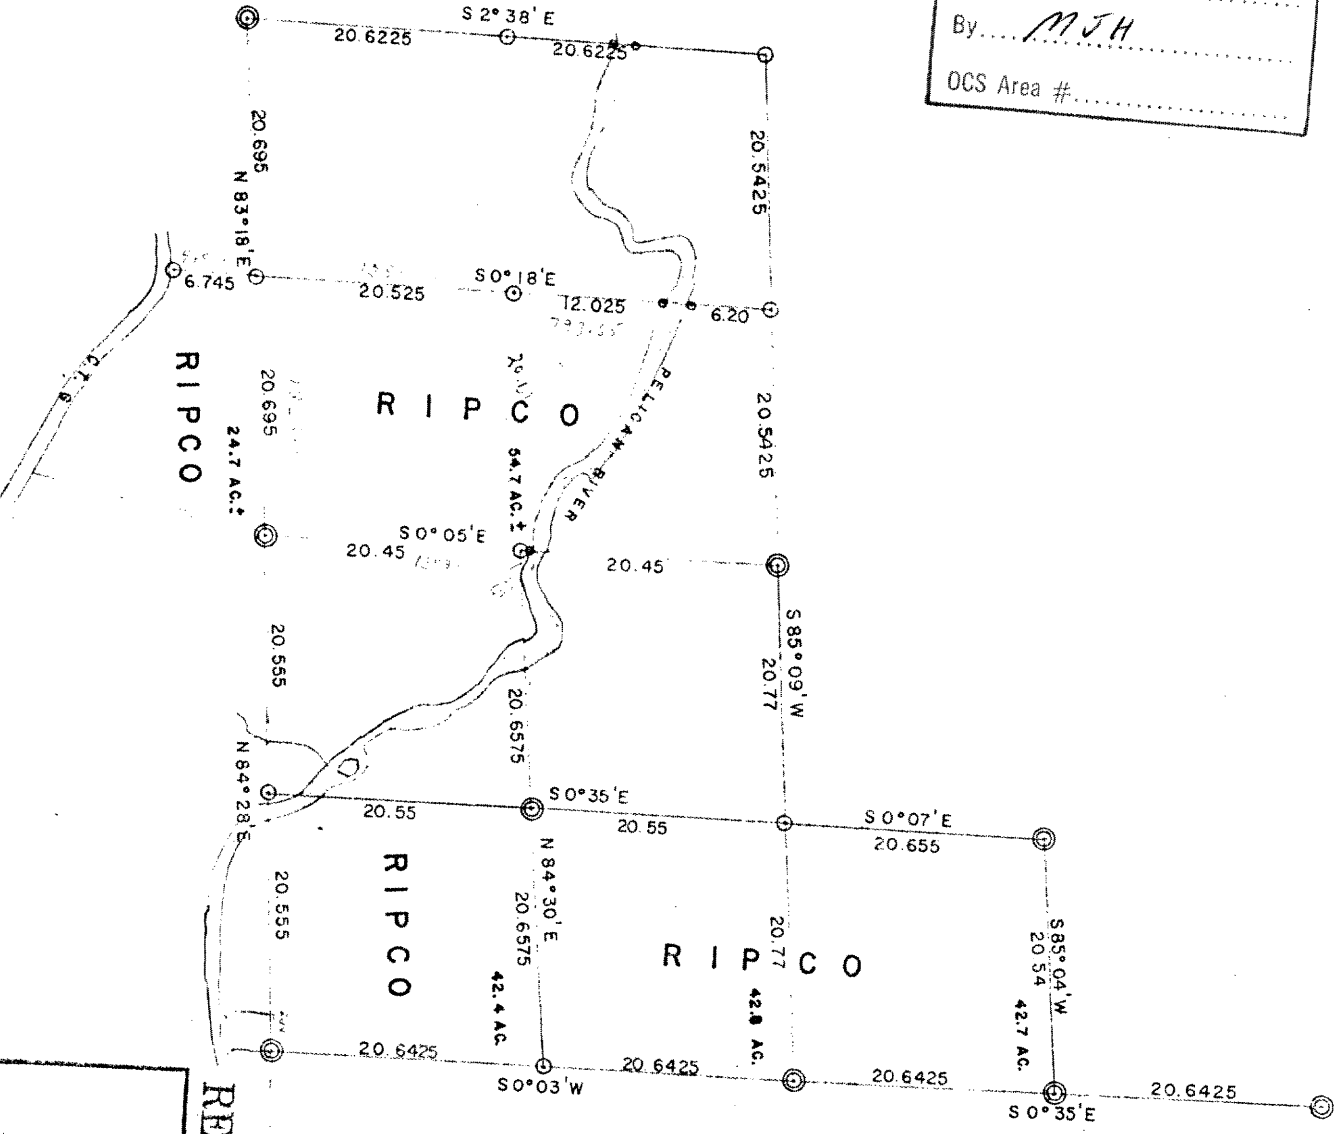 By.... MJH
OCS Area #
S 2° 38' E
20.6225
20.6225
20.695
N 83° 18' E
20.5425
6.745
20.525
S 0° 18' E
12.025
793.65
6.20
C.T. G
RIPCO
24.7 AC.±
20.695
RIPCO
54.7 AC.±
PELICAN RIVER
20.5425
S 0° 05' E
20.45
20.45
20.555
20.6575
S 85° 09' W
20.77
N 84° 28' E
20.55
S 0° 35' E
20.55
S 0° 07' E
20.655
20.555
RIPCO
N 84° 30' E
20.6575
42.4 AC.
RIPCO
20.77
42.8 AC.
S 85° 04' W
20.54
42.7 AC.
20.6425
S 0° 03' W
20.6425
20.6425
S 0° 35' E
20.6425
RE